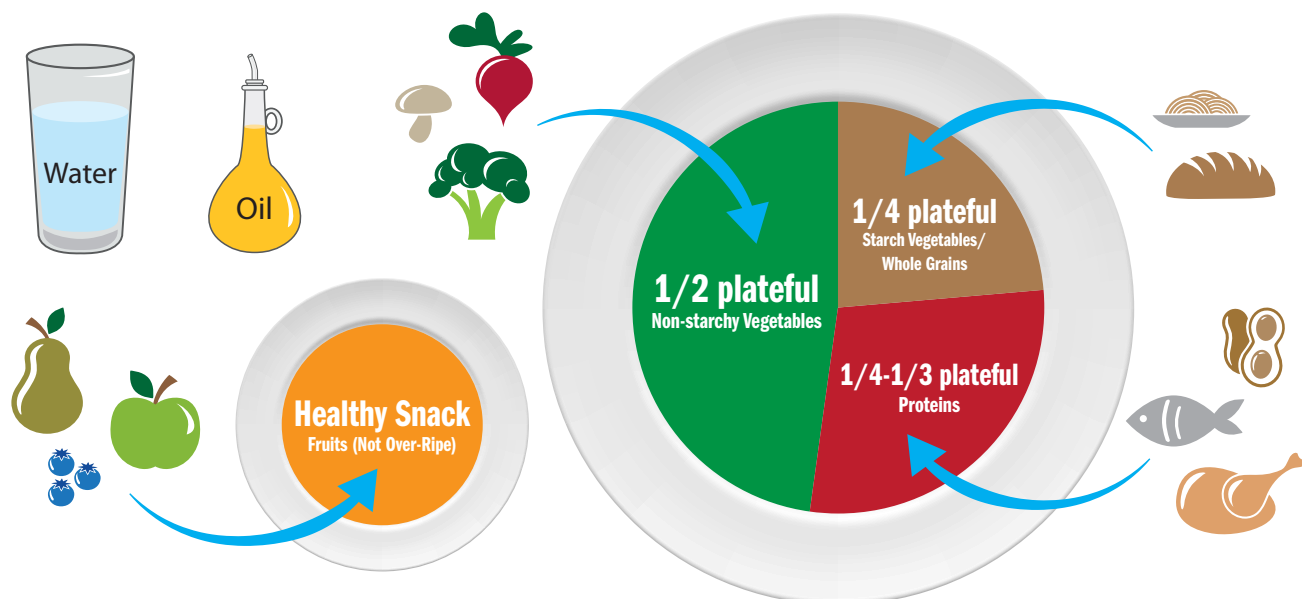 Water
Oil
1/2 plateful
Non-starchy Vegetables
1/4 plateful
Starch Vegetables/
Whole Grains
1/4-1/3 plateful
Proteins
Healthy Snack
Fruits (Not Over-Ripe)